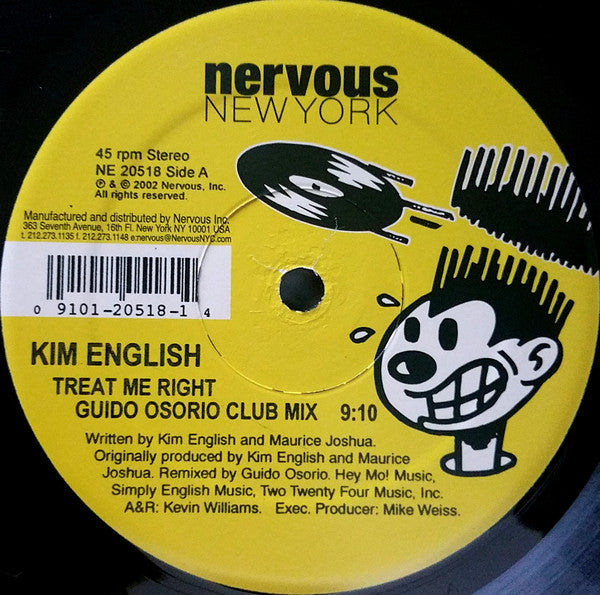 nervous
NEW YORK
45 rpm Stereo
NE 20518 Side A
℗ & © 2002 Nervous, Inc.
All rights reserved.
Manufactured and distributed by Nervous Inc.
363 Seventh Avenue, 16th Fl. New York NY 10001 USA
t. 212.273.1135 f. 212.273.1148 e.nervous@NervousNYC.com
0 9101-20518-1 4
KIM ENGLISH
TREAT ME RIGHT
GUIDO OSORIO CLUB MIX 9:10
Written by Kim English and Maurice Joshua.
Originally produced by Kim English and Maurice
Joshua. Remixed by Guido Osorio. Hey Mo! Music,
Simply English Music, Two Twenty Four Music, Inc.
A&R: Kevin Williams. Exec. Producer: Mike Weiss.